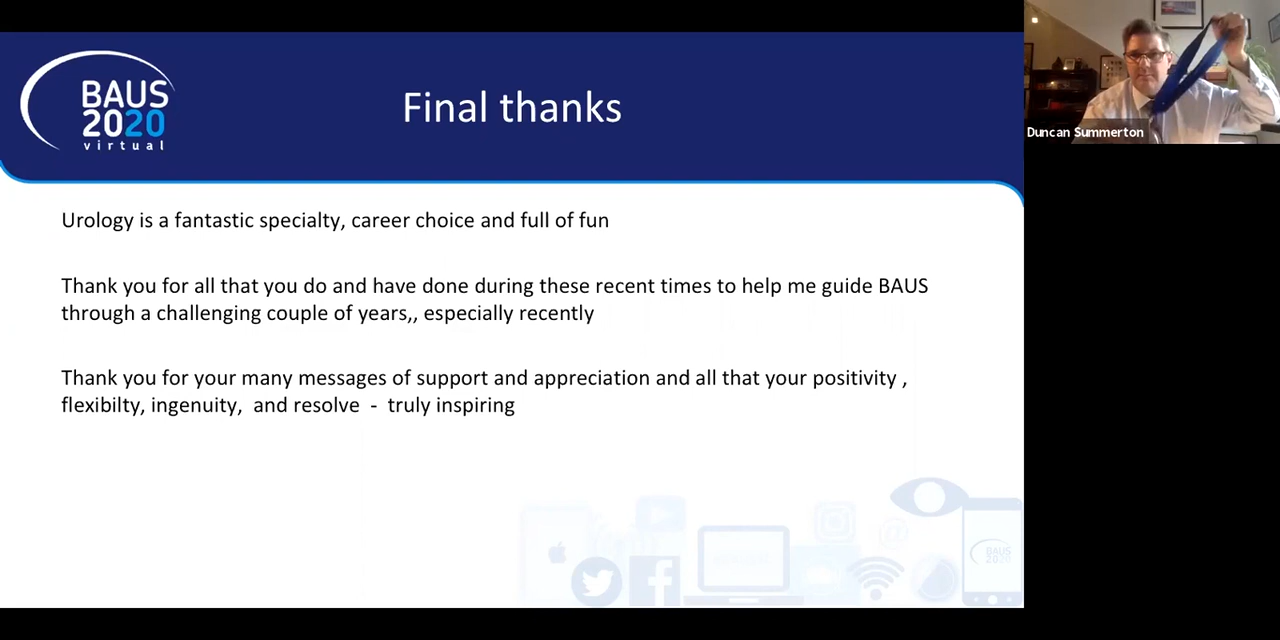 BAUS
2020
virtual
Final thanks
Duncan Summerton
Urology is a fantastic specialty, career choice and full of fun
Thank you for all that you do and have done during these recent times to help me guide BAUS
through a challenging couple of years,, especially recently
Thank you for your many messages of support and appreciation and all that your positivity ,
flexibilty, ingenuity,  and resolve  -  truly inspiring
BAUS
2020